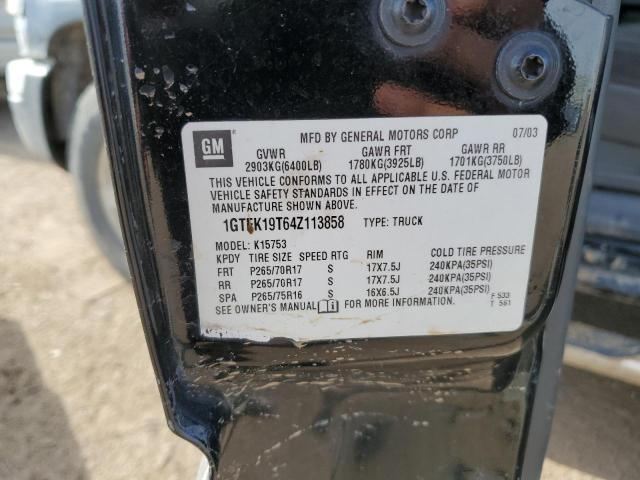 GM
MFD BY GENERAL MOTORS CORP 07/03
GVWR GAWR FRT GAWR RR
2903KG(6400LB) 1780KG(3925LB) 1701KG(3750LB)
THIS VEHICLE CONFORMS TO ALL APPLICABLE U.S. FEDERAL MOTOR
VEHICLE SAFETY STANDARDS IN EFFECT ON THE DATE OF
MANUFACTURE SHOWN ABOVE.
1GTEK19T64Z113858 TYPE: TRUCK
MODEL: K15753
KPDY TIRE SIZE SPEED RTG RIM COLD TIRE PRESSURE
FRT P265/70R17 S 17X7.5J 240KPA(35PSI)
RR P265/70R17 S 17X7.5J 240KPA(35PSI)
SPA P265/75R16 S 16X6.5J 240KPA(35PSI)
SEE OWNER'S MANUAL FOR MORE INFORMATION.
F 533
T 561